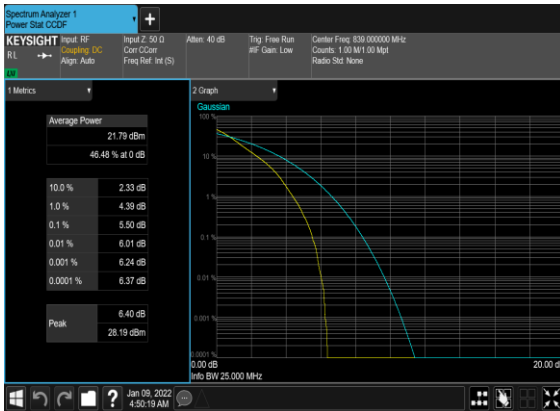 Spectrum Analyzer 1
Power Stat CCDF
+
KEYSIGHT
RL
Input: RF
Coupling: DC
Align: Auto
Input Z: 50 Ω
Corr CCorr
Freq Ref: Int (S)
Atten: 40 dB
Trig: Free Run
#IF Gain: Low
Center Freq: 839.000000 MHz
Counts: 1.00 M/1.00 Mpt
Radio Std: None
1 Metrics
Average Power
21.79 dBm
46.48 % at 0 dB
10.0 % 2.33 dB
1.0 % 4.39 dB
0.1 % 5.50 dB
0.01 % 6.01 dB
0.001 % 6.24 dB
0.0001 % 6.37 dB
Peak
6.40 dB
28.19 dBm
2 Graph
Gaussian
100 %
10 %
1 %
0.1 %
0.01 %
0.001 %
0.0001 %
0.00 dB
20.00 d
Info BW 25.000 MHz
?
Jan 09, 2022
4:50:19 AM